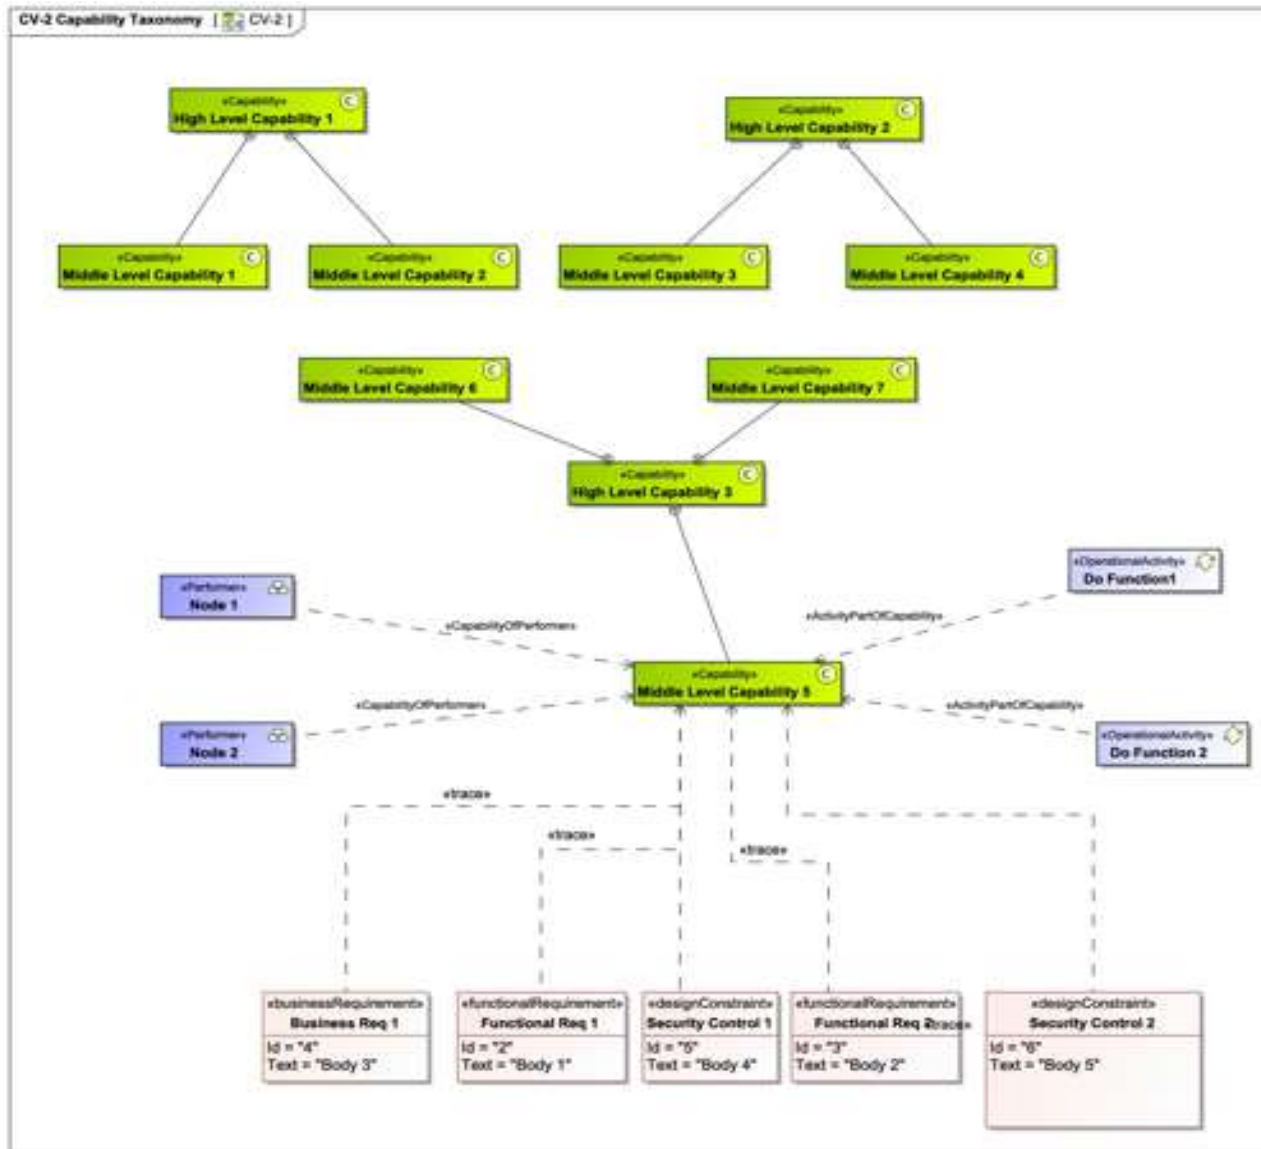 CV-2 Capability Taxonomy [ CV-2 ]
«Capability»
High Level Capability 1
«Capability»
High Level Capability 2
«Capability»
Middle Level Capability 1
«Capability»
Middle Level Capability 2
«Capability»
Middle Level Capability 3
«Capability»
Middle Level Capability 4
«Capability»
Middle Level Capability 6
«Capability»
Middle Level Capability 7
«Capability»
High Level Capability 3
«Performer»
Node 1
«OperationalActivity»
Do Function1
«CapabilityOfPerformer»
«ActivityPartOfCapability»
«Capability»
Middle Level Capability 5
«CapabilityOfPerformer»
«ActivityPartOfCapability»
«Performer»
Node 2
«OperationalActivity»
Do Function 2
«trace»
«trace»
«trace»
«businessRequirement»
Business Req 1
Id = "4"
Text = "Body 3"
«functionalRequirement»
Functional Req 1
Id = "2"
Text = "Body 1"
«designConstraint»
Security Control 1
Id = "5"
Text = "Body 4"
«functionalRequirement»
Functional Req 2
«trace»
Id = "3"
Text = "Body 2"
«designConstraint»
Security Control 2
Id = "6"
Text = "Body 5"